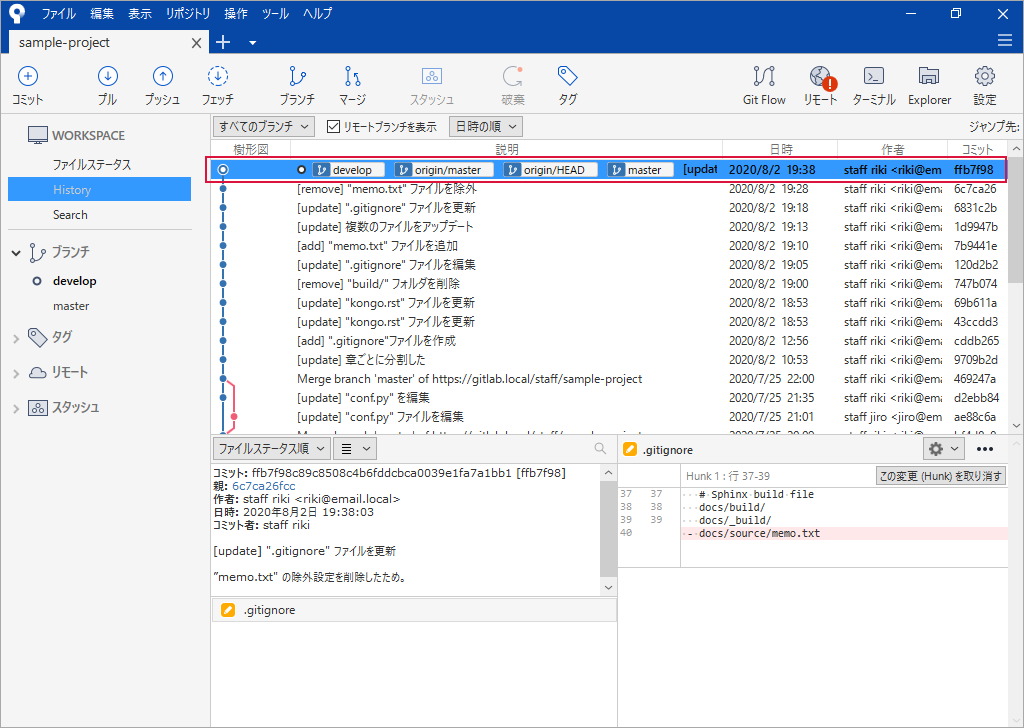 ファイル 編集 表示 リポジトリ 操作 ツール ヘルプ
sample-project
コミット プル プッシュ フェッチ ブランチ マージ スタッシュ 破棄 タグ Git Flow リモート ターミナル Explorer 設定
WORKSPACE
ファイルステータス
History
Search
ブランチ
develop
master
タグ
リモート
スタッシュ
すべてのブランチ リモートブランチを表示 日時の順 ジャンプ先:
樹形図 説明 日時 作者 コミット
develop origin/master origin/HEAD master [updat 2020/8/2 19:38 staff riki <riki@em ffb7f98
[remove] "memo.txt" ファイルを除外 2020/8/2 19:28 staff riki <riki@ema 6c7ca26
[update] ".gitignore" ファイルを更新 2020/8/2 19:18 staff riki <riki@ema 6831c2b
[update] 複数のファイルをアップデート 2020/8/2 19:13 staff riki <riki@ema 1d9947b
[add] "memo.txt" ファイルを追加 2020/8/2 19:10 staff riki <riki@ema 7b9441e
[update] ".gitignore" ファイルを編集 2020/8/2 19:05 staff riki <riki@ema 120d2b2
[remove] "build/" フォルダを削除 2020/8/2 19:00 staff riki <riki@ema 747b074
[update] "kongo.rst" ファイルを更新 2020/8/2 18:53 staff riki <riki@ema 69b611a
[update] "kongo.rst" ファイルを更新 2020/8/2 18:53 staff riki <riki@ema 43ccdd3
[add] ".gitignore"ファイルを作成 2020/8/2 12:56 staff riki <riki@ema cddb265
[update] 章ごとに分割した 2020/8/2 10:53 staff riki <riki@ema 9709b2d
Merge branch 'master' of https://gitlab.local/staff/sample-project 2020/7/25 22:00 staff riki <riki@ema 469247a
[update] "conf.py" を編集 2020/7/25 21:35 staff riki <riki@ema d2ebb84
[update] "conf.py" ファイルを編集 2020/7/25 21:01 staff jiro <jiro@ema ae88c6a
ファイルステータス順
コミット: ffb7f98c89c8508c4b6fddcbca0039e1fa7a1bb1 [ffb7f98]
親: 6c7ca26fcc
作者: staff riki <riki@email.local>
日時: 2020年8月2日 19:38:03
コミット者: staff riki
[update] ".gitignore" ファイルを更新
"memo.txt" の除外設定を削除したため。
.gitignore
.gitignore
Hunk 1 : 行 37-39 この変更 (Hunk) を取り消す
37 37 # Sphinx build file
38 38 docs/build/
39 39 docs/_build/
40 - docs/source/memo.txt